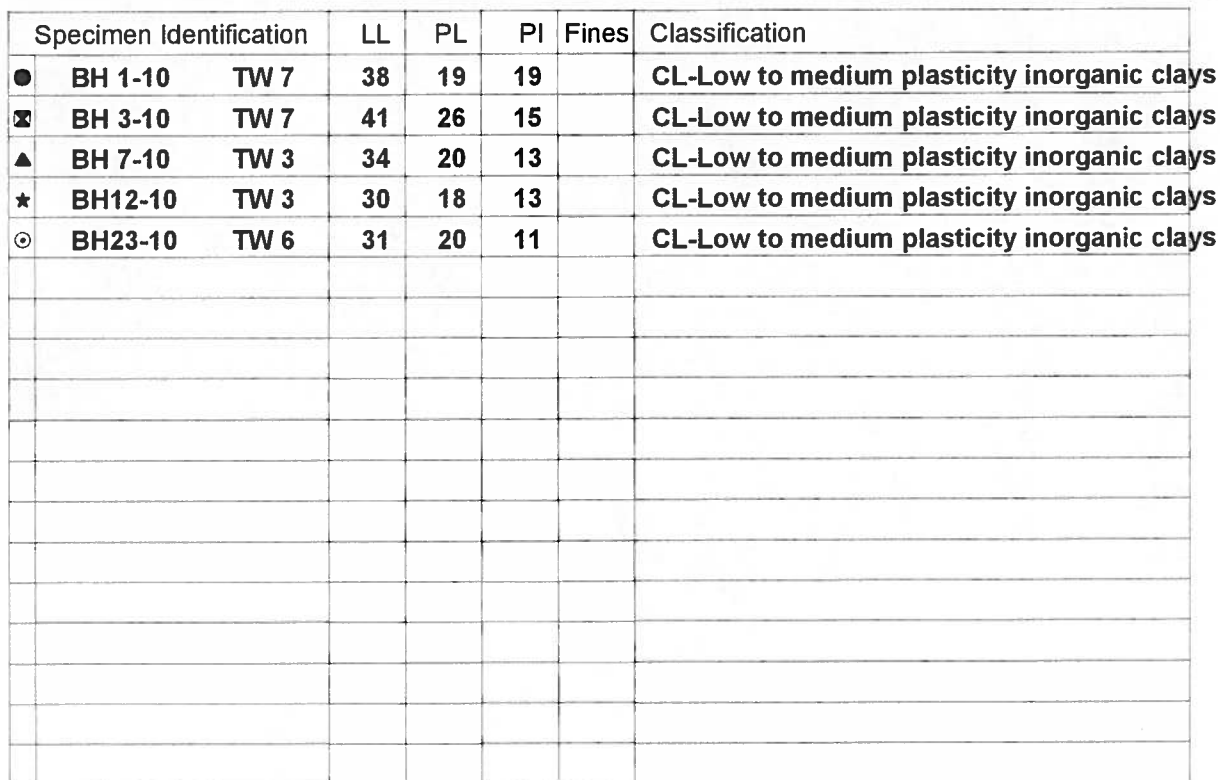 Specimen Identification LL PL PI Fines Classification
BH 1-10 TW 7 38 19 19 CL-Low to medium plasticity inorganic clays
BH 3-10 TW 7 41 26 15 CL-Low to medium plasticity inorganic clays
BH 7-10 TW 3 34 20 13 CL-Low to medium plasticity inorganic clays
BH12-10 TW 3 30 18 13 CL-Low to medium plasticity inorganic clays
BH23-10 TW 6 31 20 11 CL-Low to medium plasticity inorganic clays